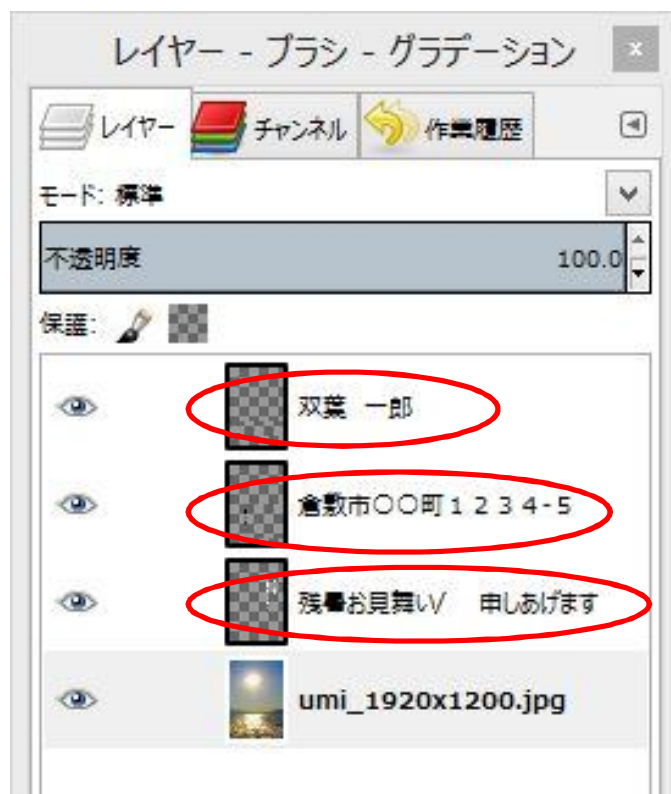 レイヤー - ブラシ - グラデーション x
レイヤー チャンネル 作業履歴
モード: 標準
不透明度 100.0
保護:
双葉 一郎
倉敷市〇〇町１２３４-５
残暑お見舞い/ 申しあげます
umi_1920x1200.jpg